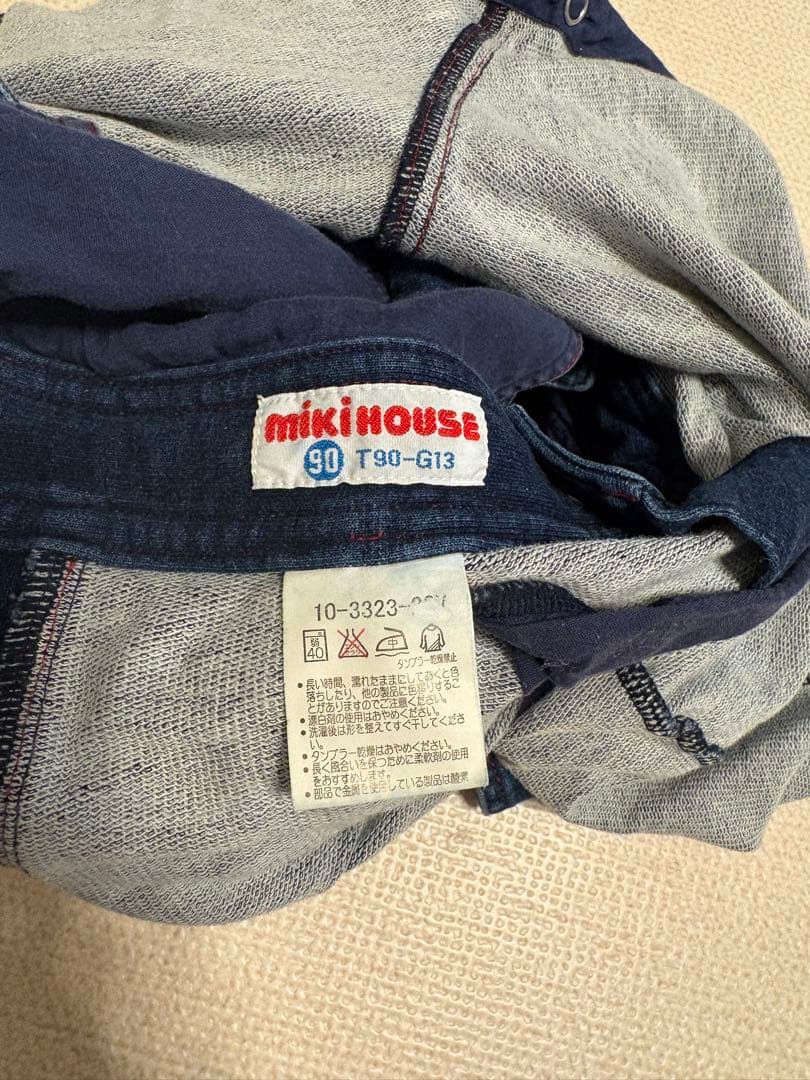 mikiHOUSE
90 T90-G13
10-3323-
弱 40 中
タンブラー乾燥禁止
・長い時間、濡れたままにしておくと色
落ちしたり、他の製品に色移りするこ
とがありますのでご注意ください。
・漂白剤の使用はおやめください。
・洗濯後は形を整えてすぐ干してくださ
い。
・タンブラー乾燥はおやめください。
・長く風合いを保つために柔軟剤の使用
をおすすめします。
・部品で金属を使用している製品は酸素